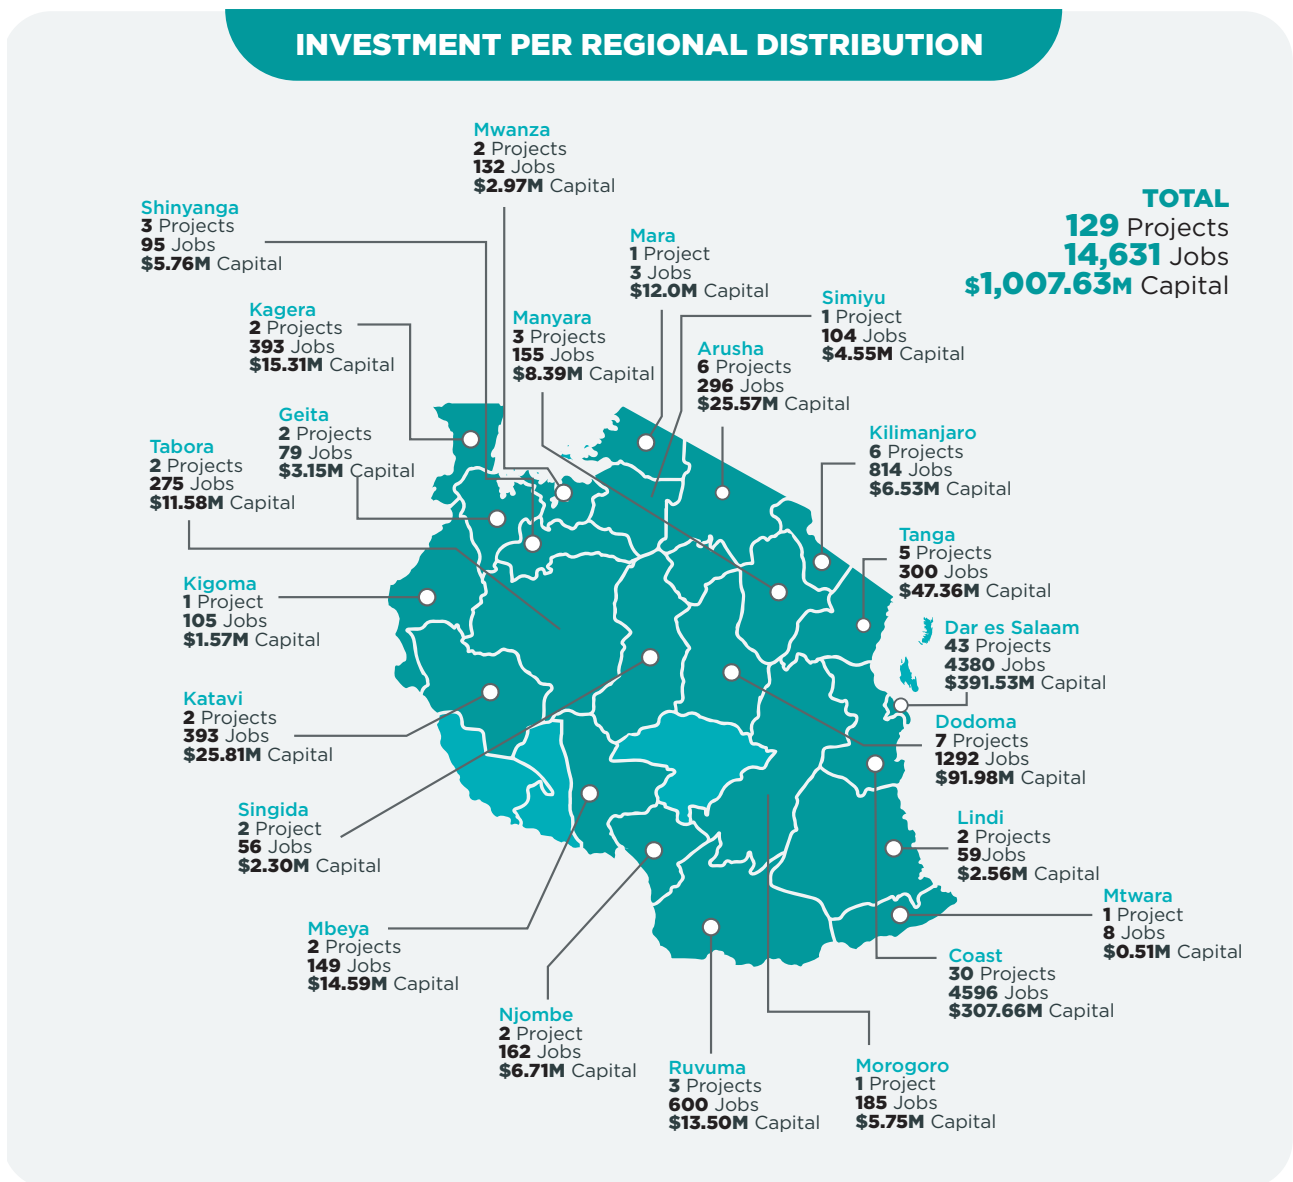 INVESTMENT PER REGIONAL DISTRIBUTION
Mwanza
2 Projects
132 Jobs
$2.97M Capital
TOTAL
129 Projects
14,631 Jobs
$1,007.63M Capital
Shinyanga
3 Projects
95 Jobs
$5.76M Capital
Mara
1 Project
3 Jobs
$12.0M Capital
Simiyu
1 Project
104 Jobs
$4.55M Capital
Kagera
2 Projects
393 Jobs
$15.31M Capital
Manyara
3 Projects
155 Jobs
$8.39M Capital
Arusha
6 Projects
296 Jobs
$25.57M Capital
Geita
2 Projects
79 Jobs
$3.15M Capital
Kilimanjaro
6 Projects
814 Jobs
$6.53M Capital
Tabora
2 Projects
275 Jobs
$11.58M Capital
Tanga
5 Projects
300 Jobs
$47.36M Capital
Kigoma
1 Project
105 Jobs
$1.57M Capital
Dar es Salaam
43 Projects
4380 Jobs
$391.53M Capital
Katavi
2 Projects
393 Jobs
$25.81M Capital
Dodoma
7 Projects
1292 Jobs
$91.98M Capital
Singida
2 Project
56 Jobs
$2.30M Capital
Lindi
2 Projects
59Jobs
$2.56M Capital
Mtwara
1 Project
8 Jobs
$0.51M Capital
Mbeya
2 Projects
149 Jobs
$14.59M Capital
Coast
30 Projects
4596 Jobs
$307.66M Capital
Njombe
2 Project
162 Jobs
$6.71M Capital
Ruvuma
3 Projects
600 Jobs
$13.50M Capital
Morogoro
1 Project
185 Jobs
$5.75M Capital